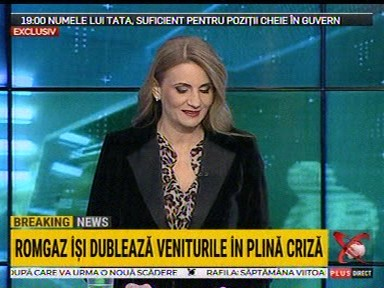 19:00 NUMELE LUI TATA, SUFICIENT PENTRU POZIȚII CHEIE ÎN GUVERN
EXCLUSIV
BREAKING NEWS
ROMGAZ ÎȘI DUBLEAZĂ VENITURILE ÎN PLINĂ CRIZĂ
DUPĂ CARE VA URMA O NOUĂ SCĂDERE RAFILA: SĂPTĂMÂNA VIITOA
PLUS DIRECT